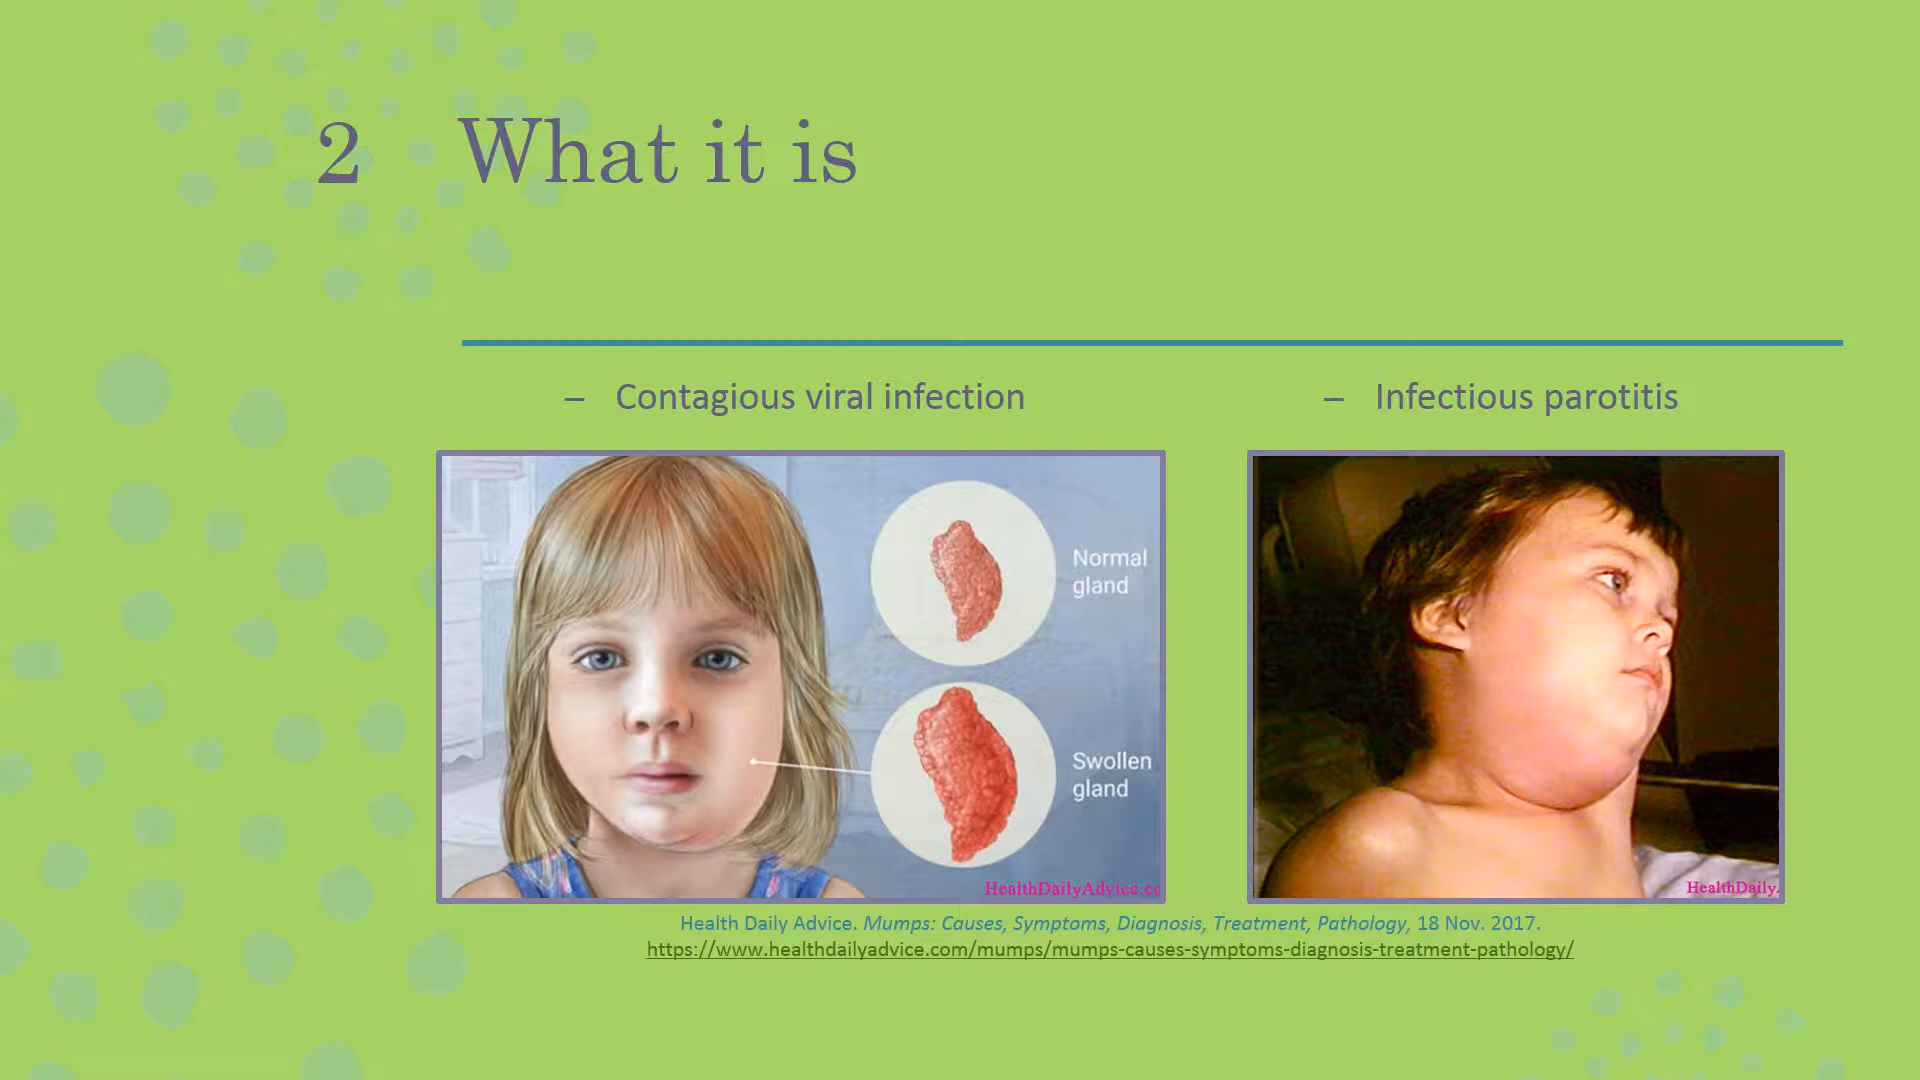 2 What it is
– Contagious viral infection
– Infectious parotitis
Normal
gland
Swollen
gland
HealthDailyAdvice.co
HealthDaily.
Health Daily Advice. Mumps: Causes, Symptoms, Diagnosis, Treatment, Pathology, 18 Nov. 2017.
https://www.healthdailyadvice.com/mumps/mumps-causes-symptoms-diagnosis-treatment-pathology/